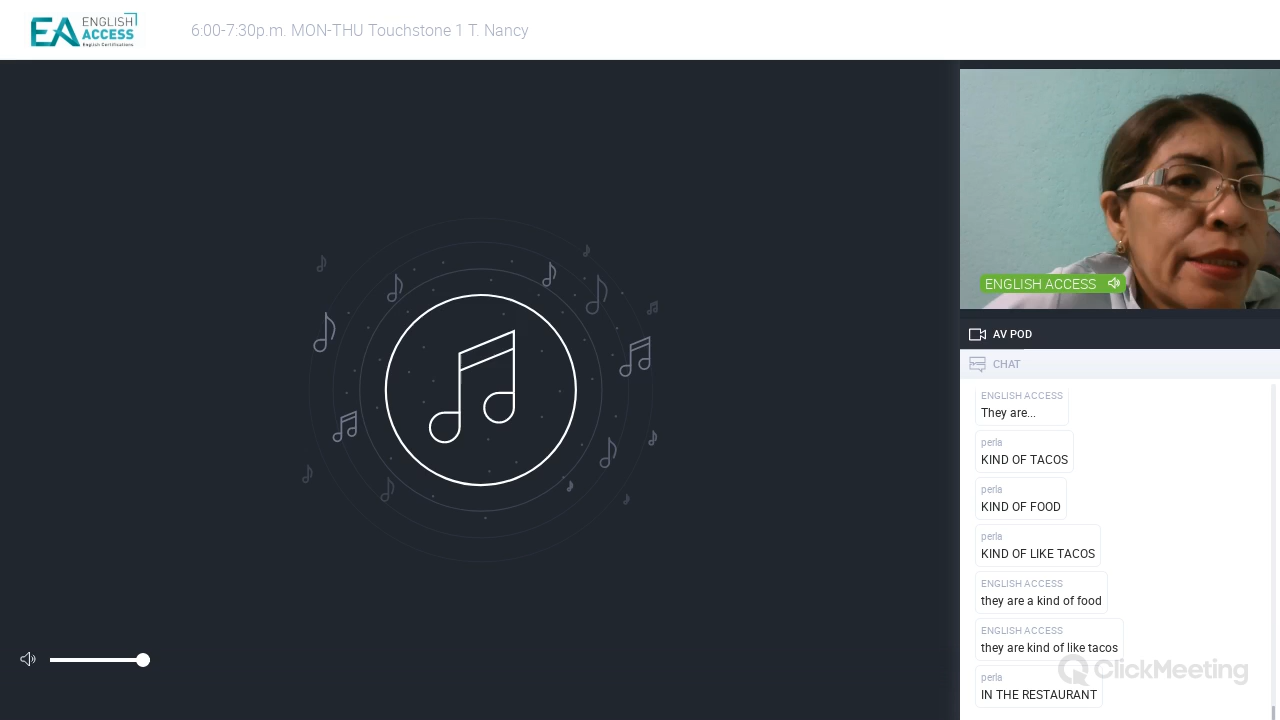 EA ENGLISH ACCESS
English Certifications
6:00-7:30p.m. MON-THU Touchstone 1 T. Nancy
ENGLISH ACCESS
AV POD
CHAT
ENGLISH ACCESS
They are...
perla
KIND OF TACOS
perla
KIND OF FOOD
perla
KIND OF LIKE TACOS
ENGLISH ACCESS
they are a kind of food
ENGLISH ACCESS
they are kind of like tacos
perla
IN THE RESTAURANT
ClickMeeting